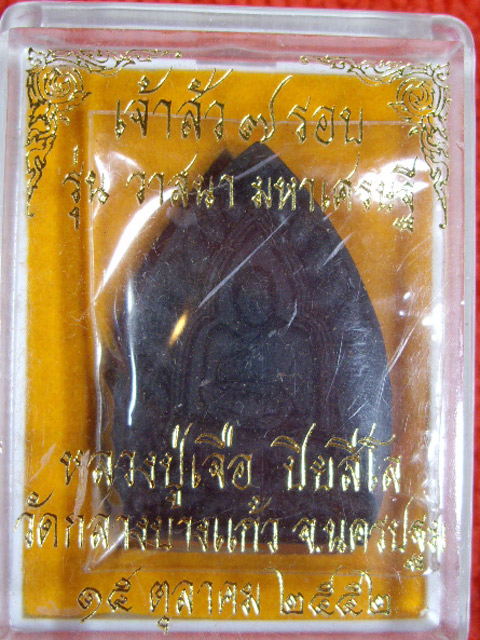 เจ้าสัว ๗ รอบ
รุ่น วาสนา มหาเศรษฐี
หลวงปู่เจือ ปิยสีโล
วัดกลางบางแก้ว จ.นครปฐม
๑๕ ตุลาคม ๒๕๕๒